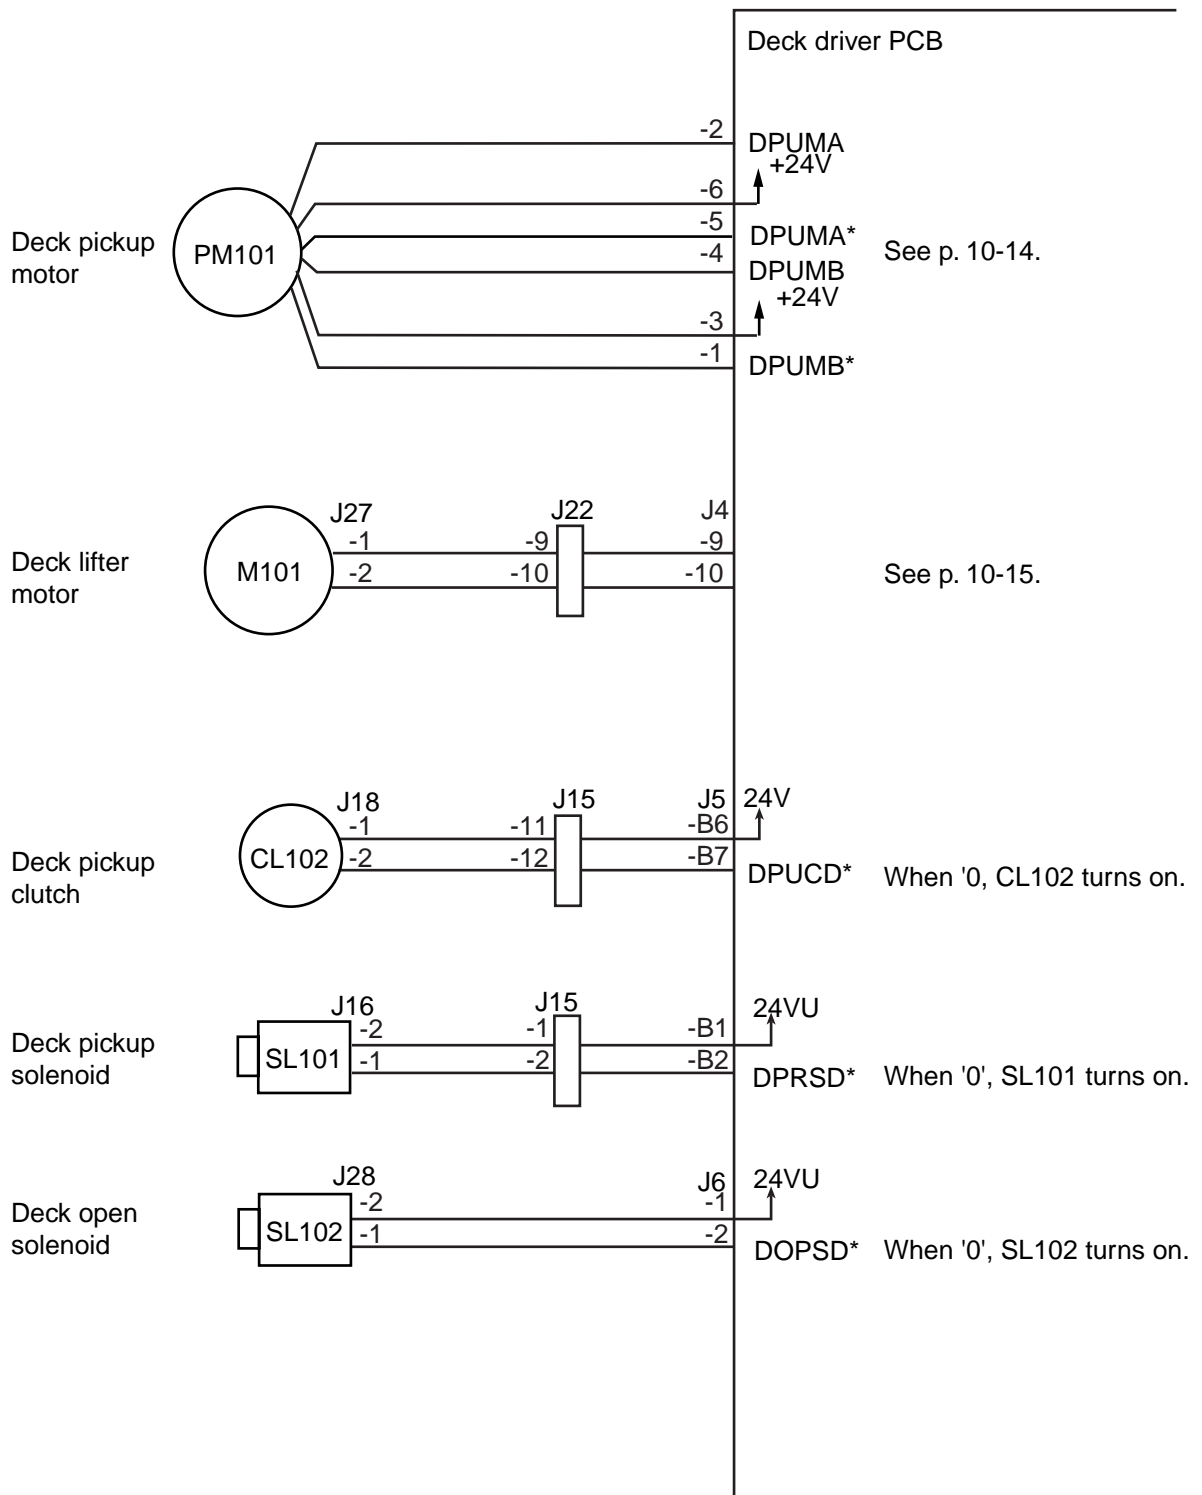 Deck driver PCB
-2
DPUMA
+24V
-6
-5
DPUMA*
-4
DPUMB
+24V
-3
-1
DPUMB*
Deck pickup
motor
PM101
See p. 10-14.
Deck lifter
motor
M101
J27
J22
J4
-1
-9
-9
-2
-10
-10
See p. 10-15.
Deck pickup
clutch
CL102
J18
J15
J5
24V
-1
-11
-B6
-2
-12
-B7
DPUCD*
When '0, CL102 turns on.
Deck pickup
solenoid
SL101
J16
J15
24VU
-2
-1
-B1
-1
-2
-B2
DPRSD*
When '0', SL101 turns on.
Deck open
solenoid
SL102
J28
J6
24VU
-2
-1
-1
-2
DOPSD*
When '0', SL102 turns on.